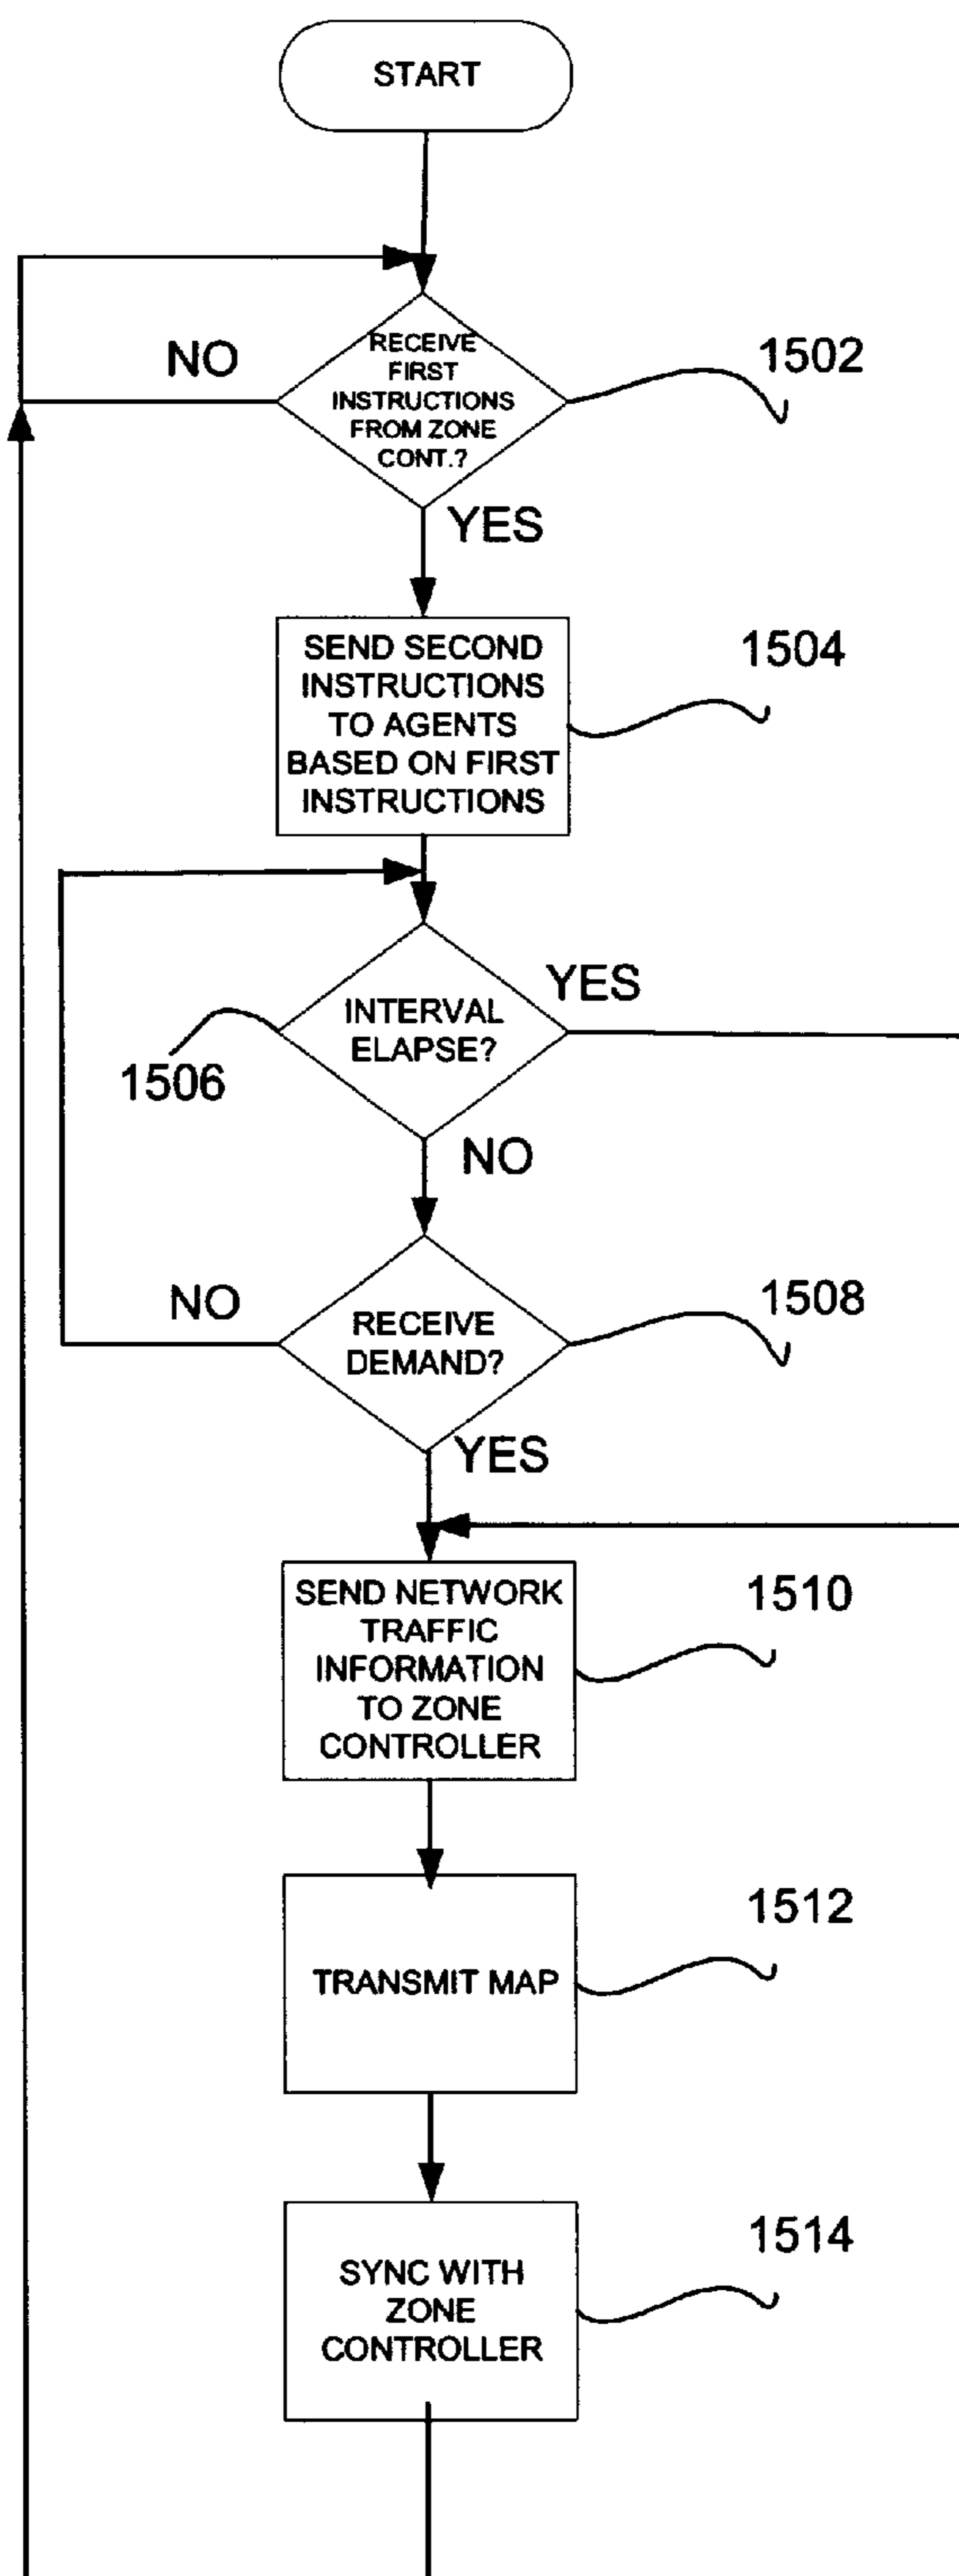 START
NO
RECEIVE
FIRST
INSTRUCTIONS
FROM ZONE
CONT.?
1502
YES
SEND SECOND
INSTRUCTIONS
TO AGENTS
BASED ON FIRST
INSTRUCTIONS
1504
INTERVAL
ELAPSE?
YES
1506
NO
NO
RECEIVE
DEMAND?
1508
YES
SEND NETWORK
TRAFFIC
INFORMATION
TO ZONE
CONTROLLER
1510
TRANSMIT MAP
1512
SYNC WITH
ZONE
CONTROLLER
1514